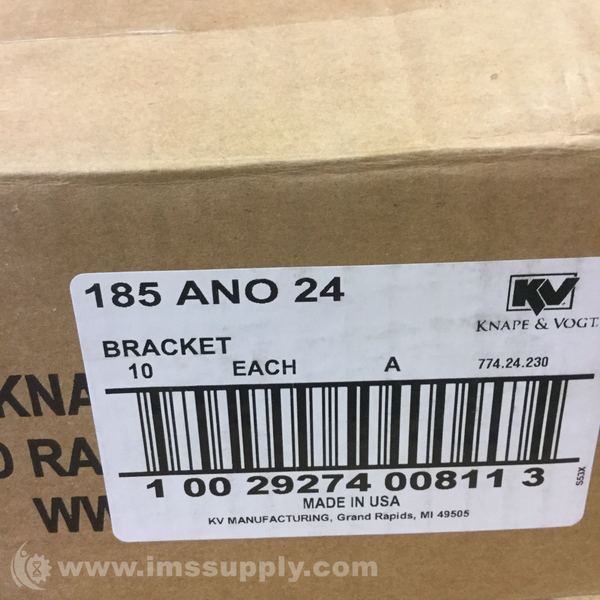 185 ANO 24
KV
KNAPE & VOGT
BRACKET
10 EACH A 774.24.230
KNA
RA
WW
1 00 29274 00811 3
S53X
MADE IN USA
KV MANUFACTURING, Grand Rapids, MI 49505
www.imssupply.com